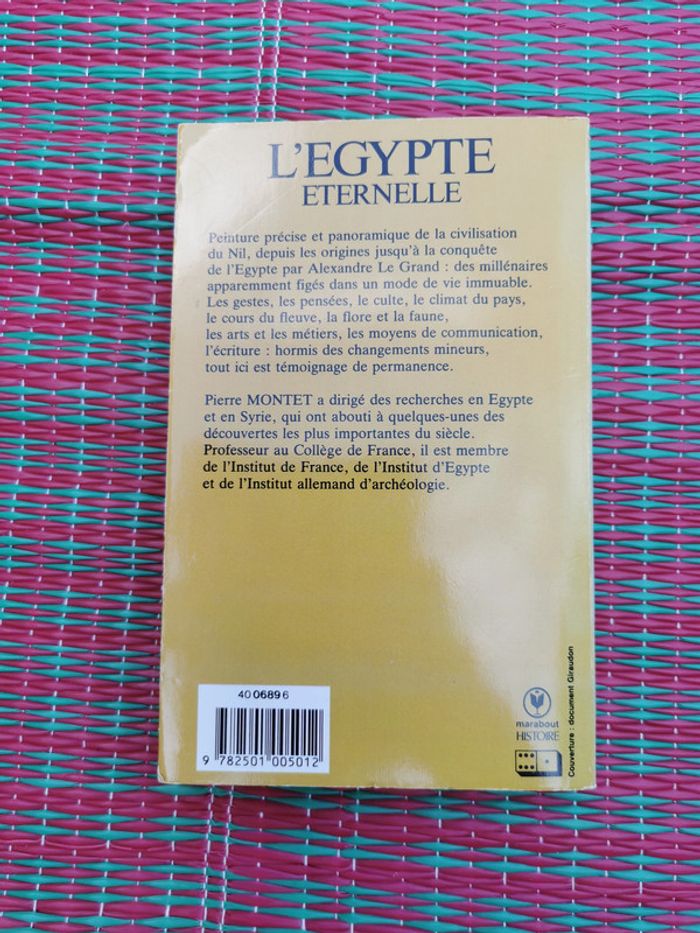 L'EGYPTE
ETERNELLE
Peinture précise et panoramique de la civilisation
du Nil, depuis les origines jusqu'à la conquête
de l'Egypte par Alexandre Le Grand : des millénaires
apparemment figés dans un mode de vie immuable.
Les gestes, les pensées, le culte, le climat du pays,
le cours du fleuve, la flore et la faune,
les arts et les métiers, les moyens de communication,
l'écriture : hormis des changements mineurs,
tout ici est témoignage de permanence.
Pierre MONTET a dirigé des recherches en Egypte
et en Syrie, qui ont abouti à quelques-unes des
découvertes les plus importantes du siècle.
Professeur au Collège de France, il est membre
de l'Institut de France, de l'Institut d'Egypte
et de l'Institut allemand d'archéologie.
40 0689 6
9 782501 005012
marabout
HISTOIRE
Couverture : document Giraudon